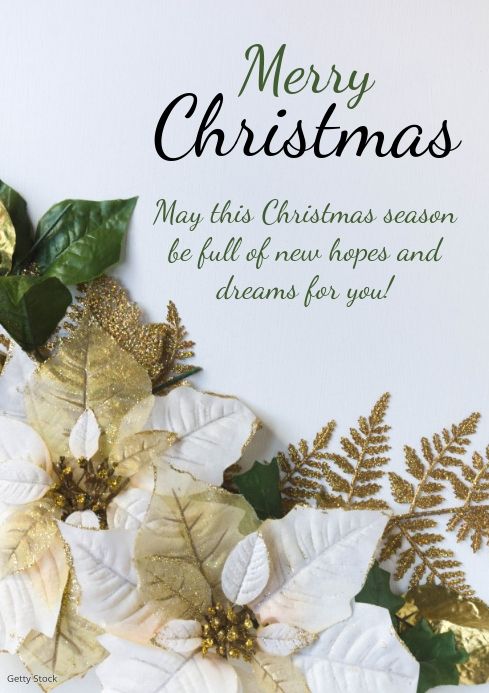 Merry
Christmas
May this Christmas season
be full of new hopes and
dreams for you!
Getty Stock